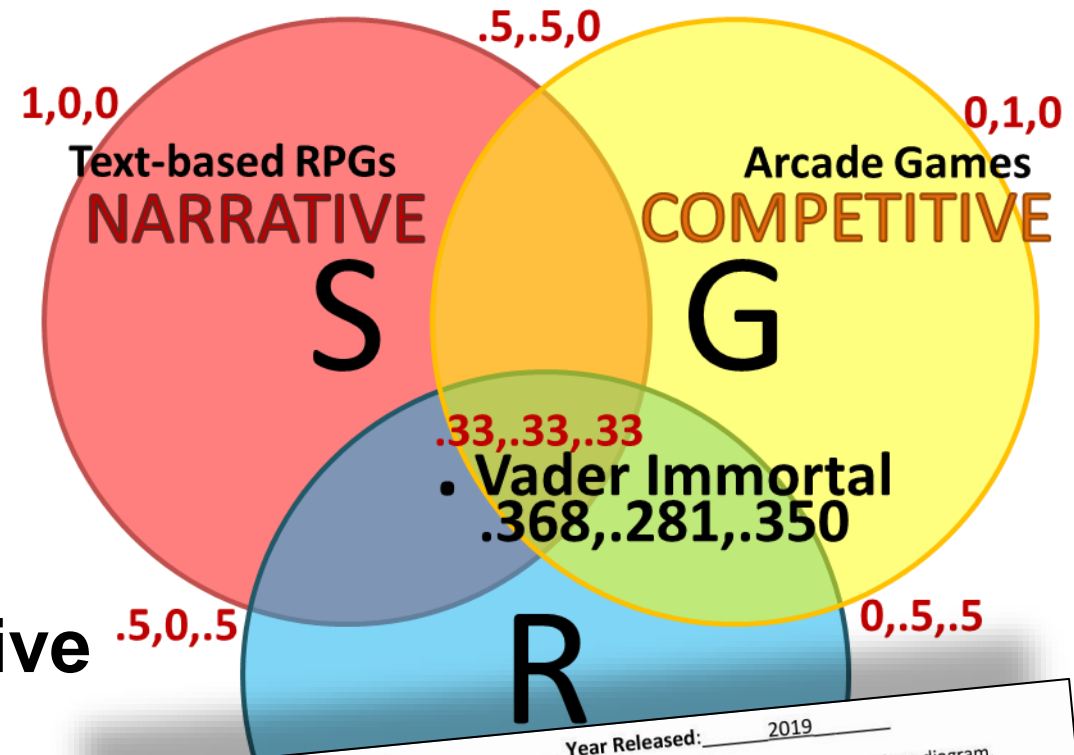 .5,.5,0
1,0,0
0,1,0
Text-based RPGs
NARRATIVE
Arcade Games
COMPETITIVE
S
G
.33,.33,.33
. Vader Immortal
.368,.281,.350
ive
.5,0,.5
0,.5,.5
R
Year Released: 2019
diagram